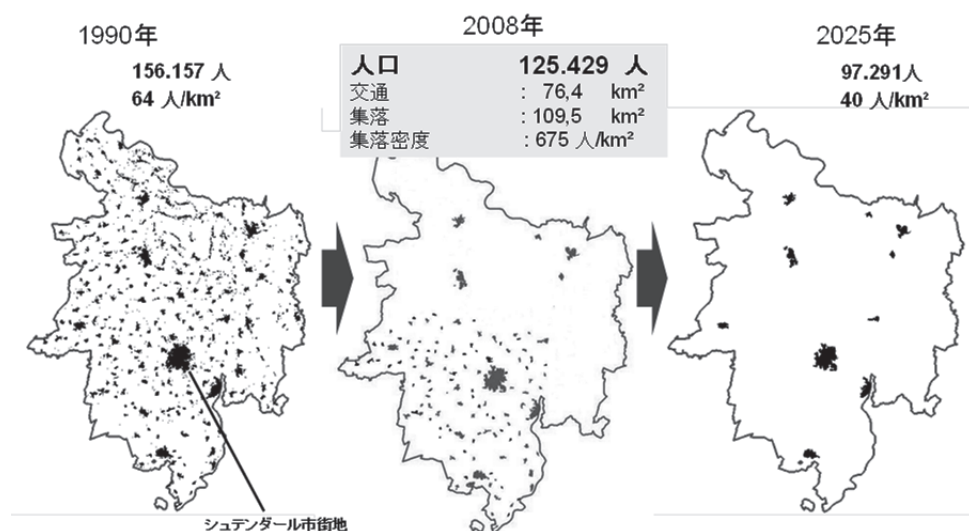 1990年
156.157 人
64 人/km²
2008年
人口 125.429 人
交通 : 76,4 km²
集落 : 109,5 km²
集落密度 : 675 人/km²
2025年
97.291人
40 人/km²
シュテンダール市街地